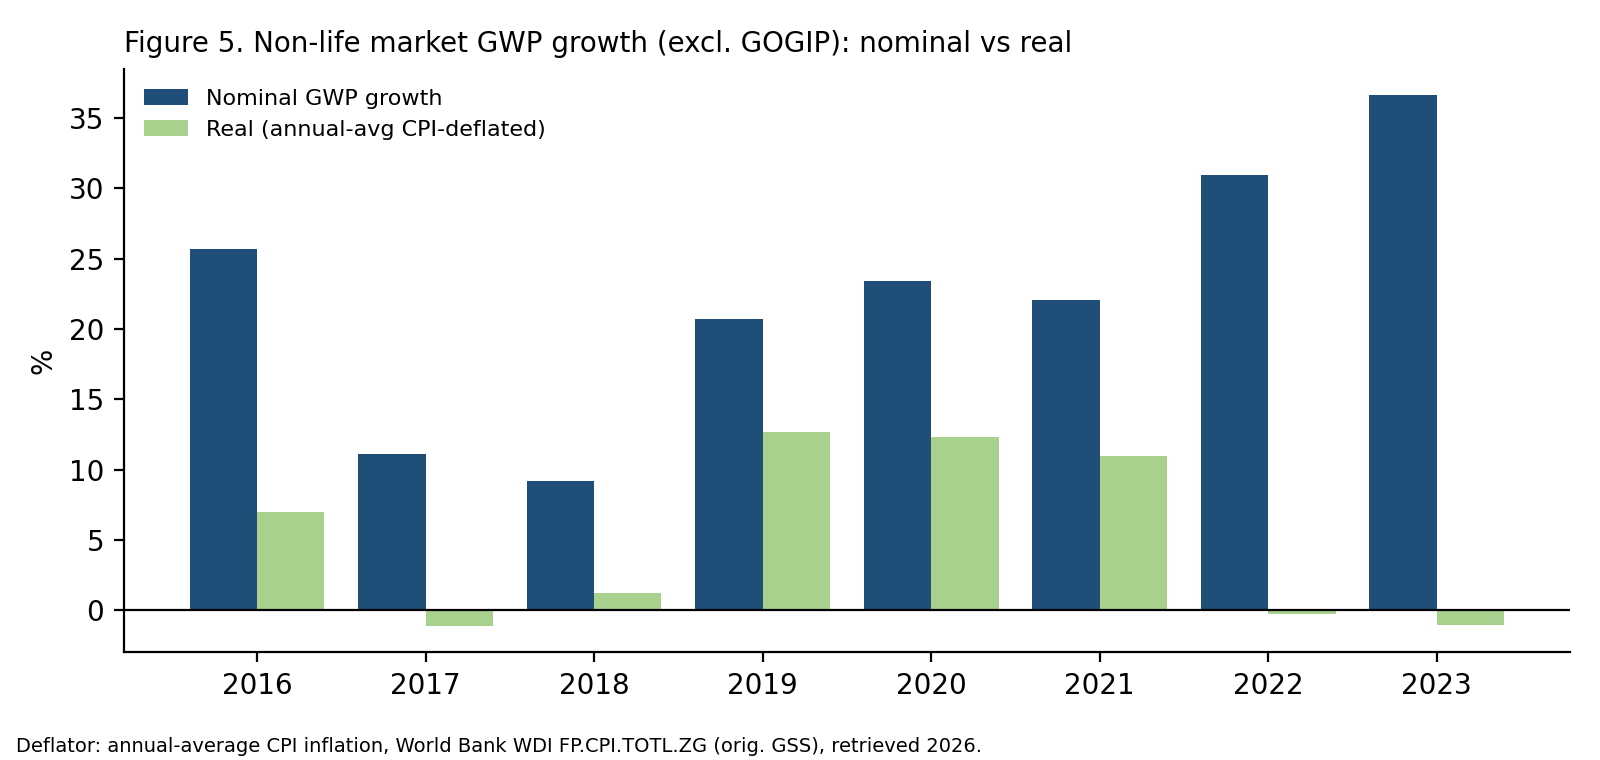 Figure 5. Non-life market GWP growth (excl. GOGIP): nominal vs real
Nominal GWP growth
Real (annual-avg CPI-deflated)
%
35
30
25
20
15
10
5
0
2016 2017 2018 2019 2020 2021 2022 2023
Deflator: annual-average CPI inflation, World Bank WDI FP.CPI.TOTL.ZG (orig. GSS), retrieved 2026.